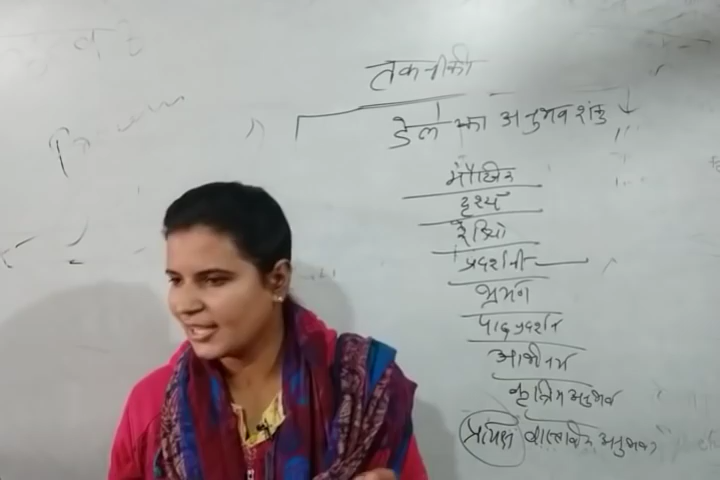 तकनीकी
डेल का अनुभव शंकु
मौखिक
दृश्य
रेडियो
प्रदर्शनी
भ्रमण
पाठ प्रदर्शन
अभिनय
कृत्रिम अनुभव
प्रत्यक्ष वास्तविक अनुभव